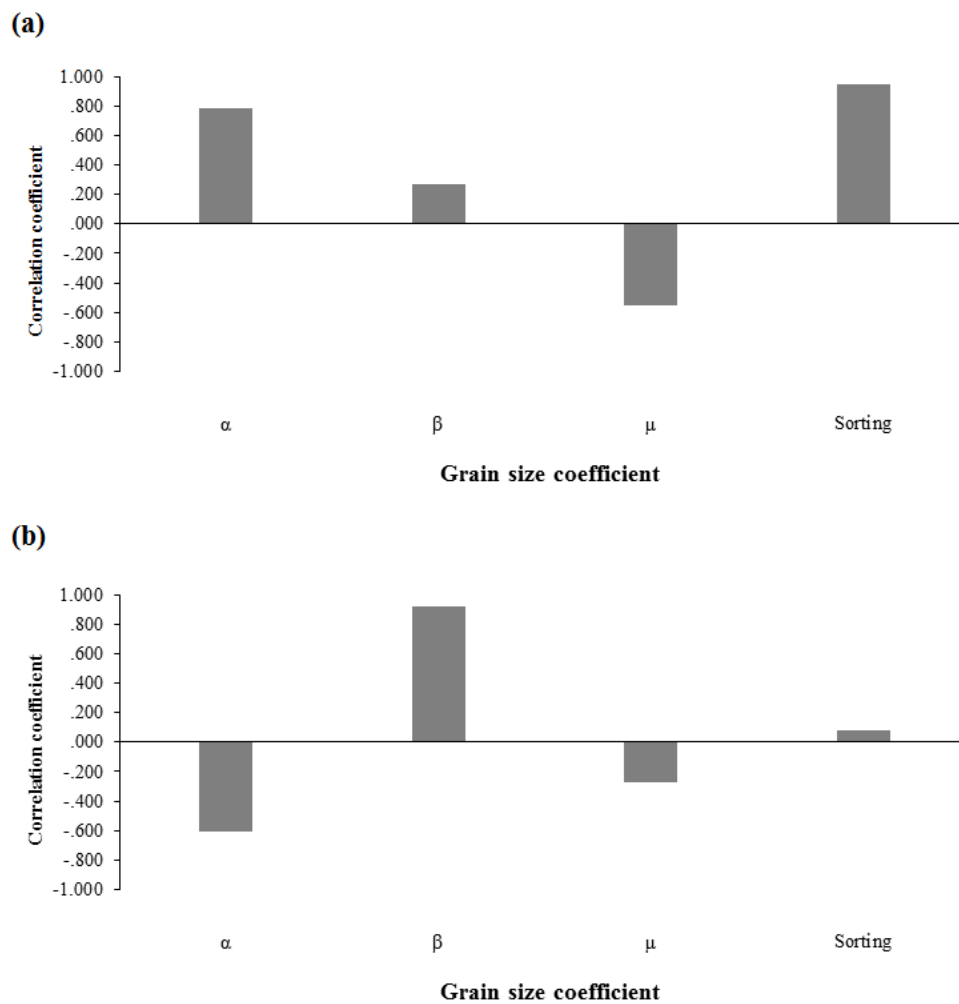 (a)
1.000
.800
.600
.400
.200
.000
-.200
-.400
-.600
-.800
-1.000
Correlation coefficient
α β μ Sorting
Grain size coefficient
(b)
1.000
.800
.600
.400
.200
.000
-.200
-.400
-.600
-.800
-1.000
Correlation coefficient
α β μ Sorting
Grain size coefficient